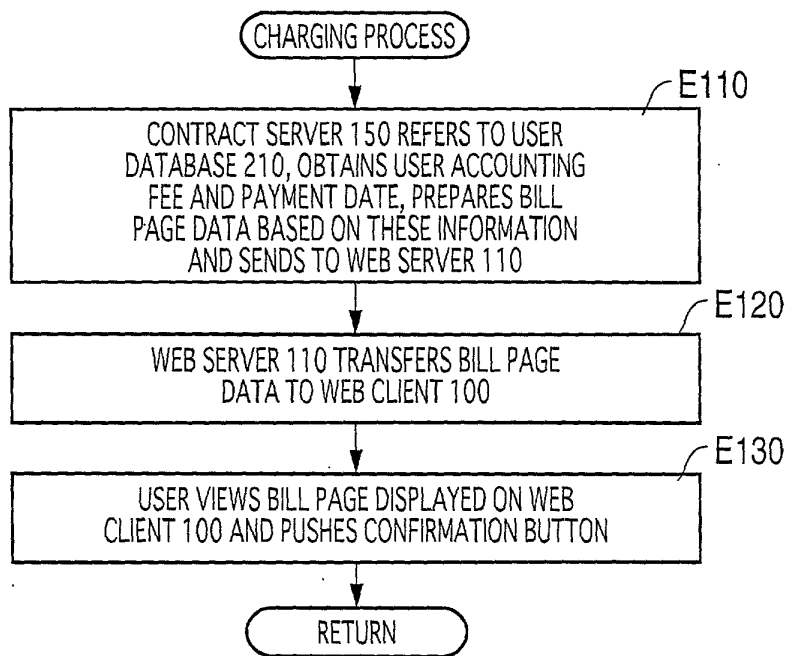 CHARGING PROCESS
E110
CONTRACT SERVER 150 REFERS TO USER
DATABASE 210, OBTAINS USER ACCOUNTING
FEE AND PAYMENT DATE, PREPARES BILL
PAGE DATA BASED ON THESE INFORMATION
AND SENDS TO WEB SERVER 110
E120
WEB SERVER 110 TRANSFERS BILL PAGE
DATA TO WEB CLIENT 100
E130
USER VIEWS BILL PAGE DISPLAYED ON WEB
CLIENT 100 AND PUSHES CONFIRMATION BUTTON
RETURN